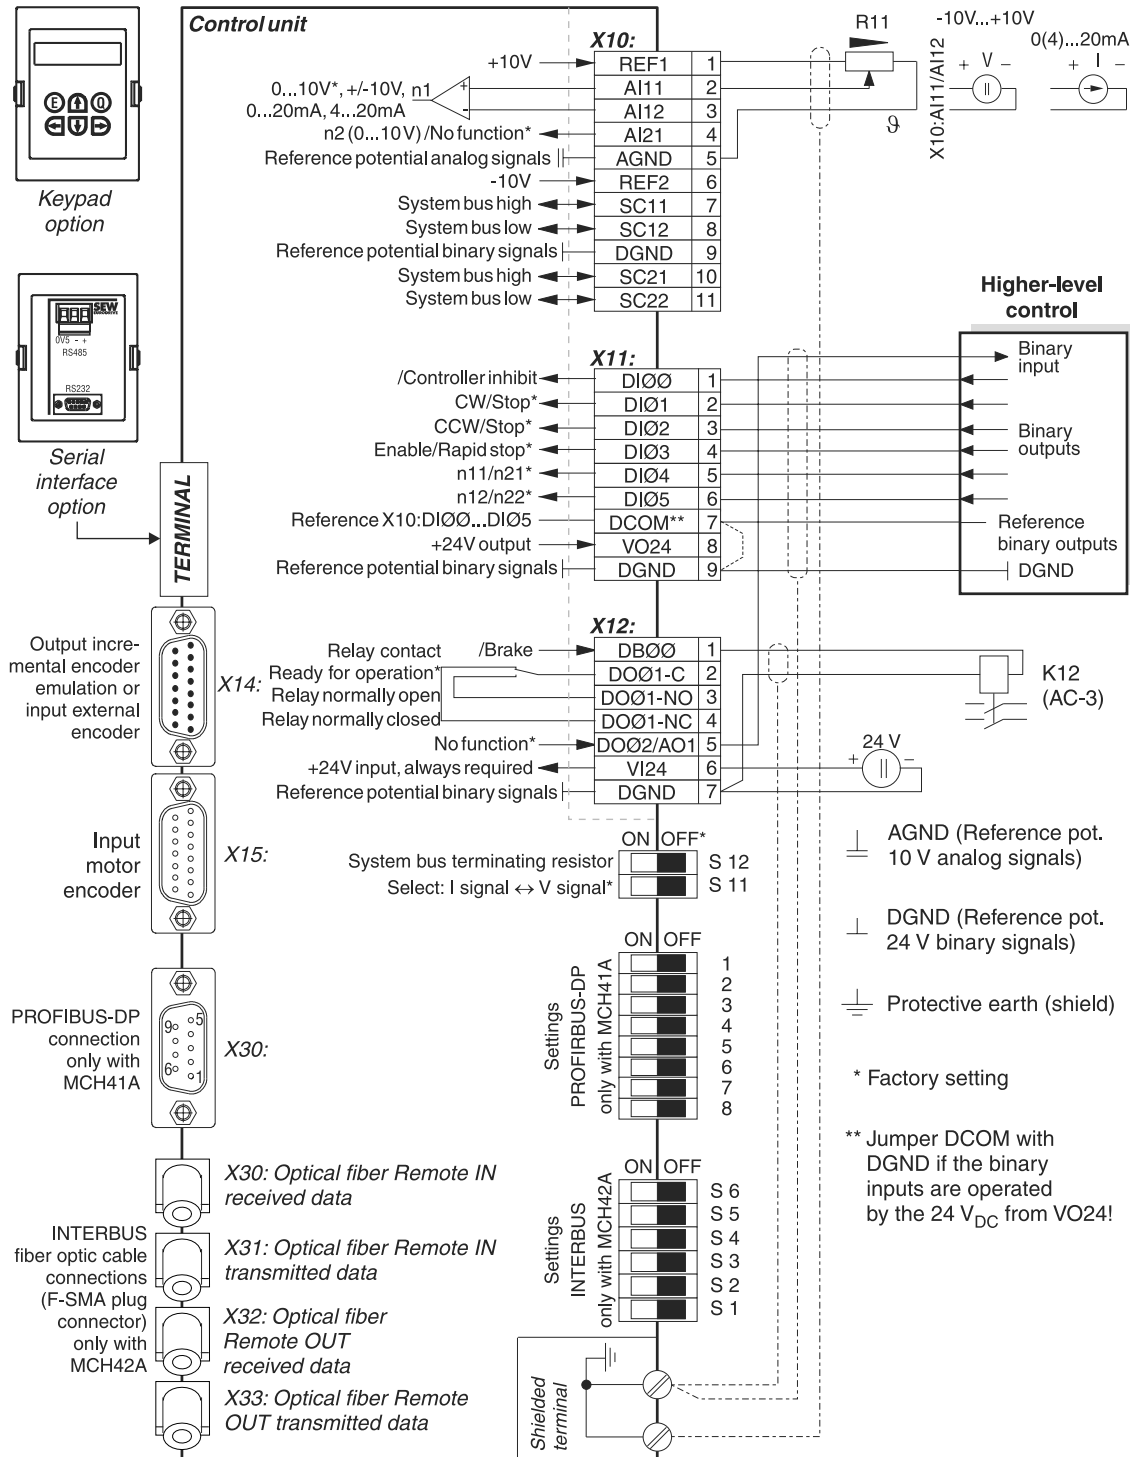 Control unit
Keypad
option
SEW
EURODRIVE
0V5 - +
RS485
RS232
Serial
interface
option
TERMINAL
X10:
+10V REF1 1
0...10V*, +/-10V, n1 AI11 2
0...20mA, 4...20mA + - AI12 3
n2 (0...10V) /No function* AI21 4
Reference potential analog signals AGND 5
-10V REF2 6
System bus high SC11 7
System bus low SC12 8
Reference potential binary signals DGND 9
System bus high SC21 10
System bus low SC22 11
R11
ϑ
X10:AI11/AI12
-10V...+10V
+ V -
0(4)...20mA
+ I -
Higher-level
control
Binary
input
Binary
outputs
Reference
binary outputs
DGND
X11:
/Controller inhibit DIØØ 1
CW/Stop* DIØ1 2
CCW/Stop* DIØ2 3
Enable/Rapid stop* DIØ3 4
n11/n21* DIØ4 5
n12/n22* DIØ5 6
Reference X10:DIØØ...DIØ5 DCOM** 7
+24V output VO24 8
Reference potential binary signals DGND 9
X12:
Relay contact /Brake DBØØ 1
Ready for operation* DOØ1-C 2
Relay normally open DOØ1-NO 3
Relay normally closed DOØ1-NC 4
No function* DOØ2/AO1 5
+24V input, always required VI24 6
Reference potential binary signals DGND 7
K12
(AC-3)
24 V
+ -
Output incre-
mental encoder
emulation or
input external
encoder
X14:
Input
motor
encoder
X15:
PROFIBUS-DP
connection
only with
MCH41A
9 5
6 1
X30:
ON OFF*
System bus terminating resistor S 12
Select: I signal ↔ V signal* S 11
Settings
PROFIRBUS-DP
only with MCH41A
ON OFF
1
2
3
4
5
6
7
8
AGND (Reference pot.
10 V analog signals)
DGND (Reference pot.
24 V binary signals)
Protective earth (shield)
* Factory setting
** Jumper DCOM with
DGND if the binary
inputs are operated
by the 24 VDC from VO24!
INTERBUS
fiber optic cable
connections
(F-SMA plug
connector)
only with
MCH42A
X30: Optical fiber Remote IN
received data
X31: Optical fiber Remote IN
transmitted data
X32: Optical fiber
Remote OUT
received data
X33: Optical fiber Remote
OUT transmitted data
Settings
INTERBUS
only with MCH42A
ON OFF
S 6
S 5
S 4
S 3
S 2
S 1
Shielded
terminal